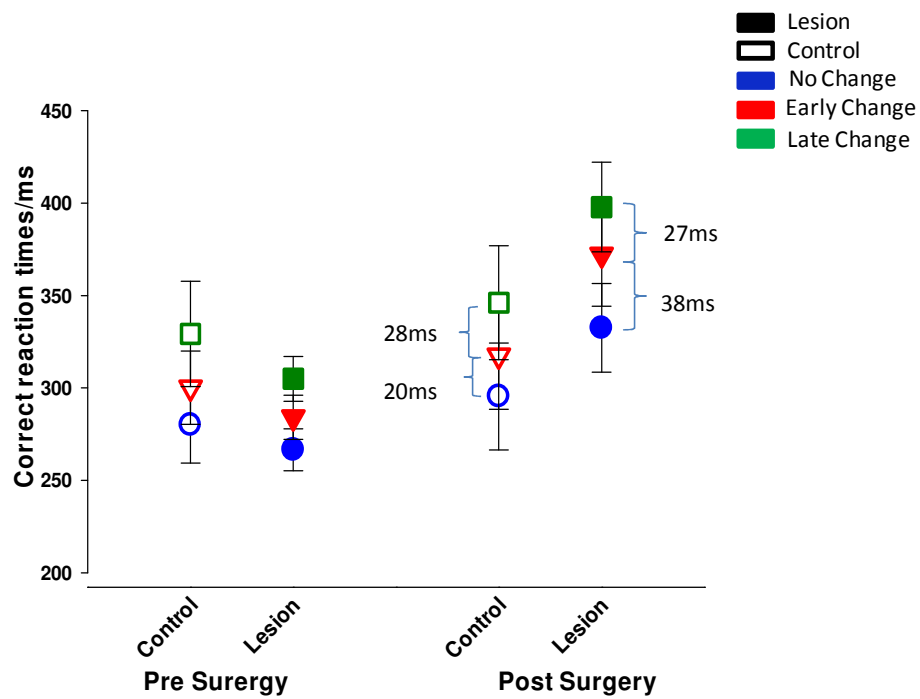 Lesion
Control
No Change
Early Change
Late Change
Correct reaction times/ms
450
400
350
300
250
200
28ms
20ms
27ms
38ms
Control
Lesion
Control
Lesion
Pre Surergy
Post Surgery